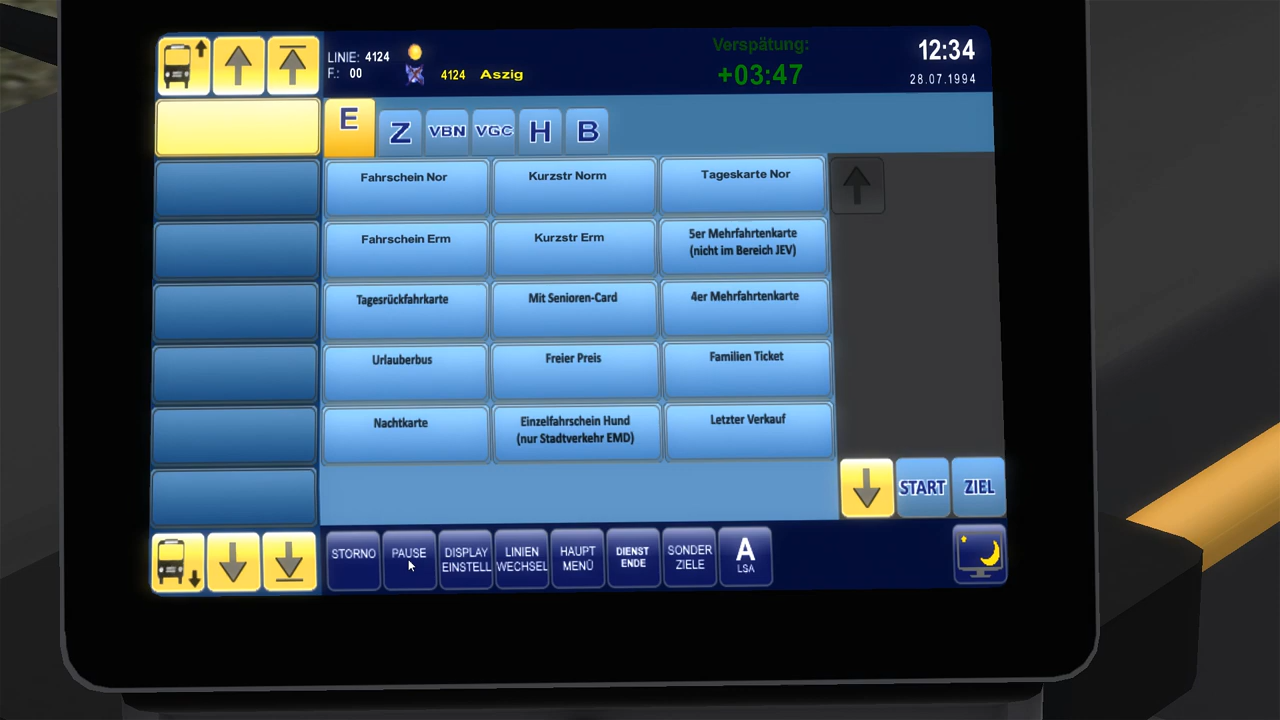 LINIE: 4124
F.: 00
4124 Aszig
Verspätung:
+03:47
12:34
28.07.1994
E Z VBN VGC H B
Fahrschein Nor
Kurzstr Norm
Tageskarte Nor
Fahrschein Erm
Kurzstr Erm
5er Mehrfahrtenkarte
(nicht im Bereich JEV)
Tagesrückfahrkarte
Mit Senioren-Card
4er Mehrfahrtenkarte
Urlauberbus
Freier Preis
Familien Ticket
Nachtkarte
Einzelfahrschein Hund
(nur Stadtverkehr EMD)
Letzter Verkauf
START
ZIEL
STORNO
PAUSE
DISPLAY
EINSTELL
LINIEN
WECHSEL
HAUPT
MENÜ
DIENST
ENDE
SONDER
ZIELE
A
LSA